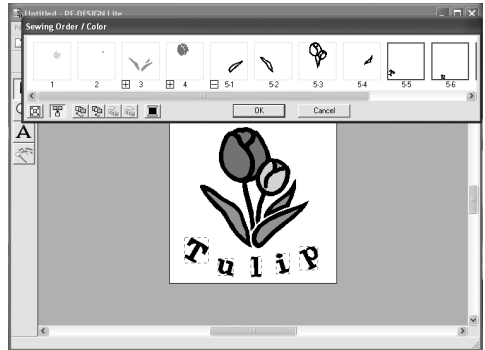 Untitled - PE-DESIGN Lite
Sewing Order / Color
1 2 3 4 5-1 5-2 5-3 5-4 5-5 5-6
OK Cancel
A
Tulip